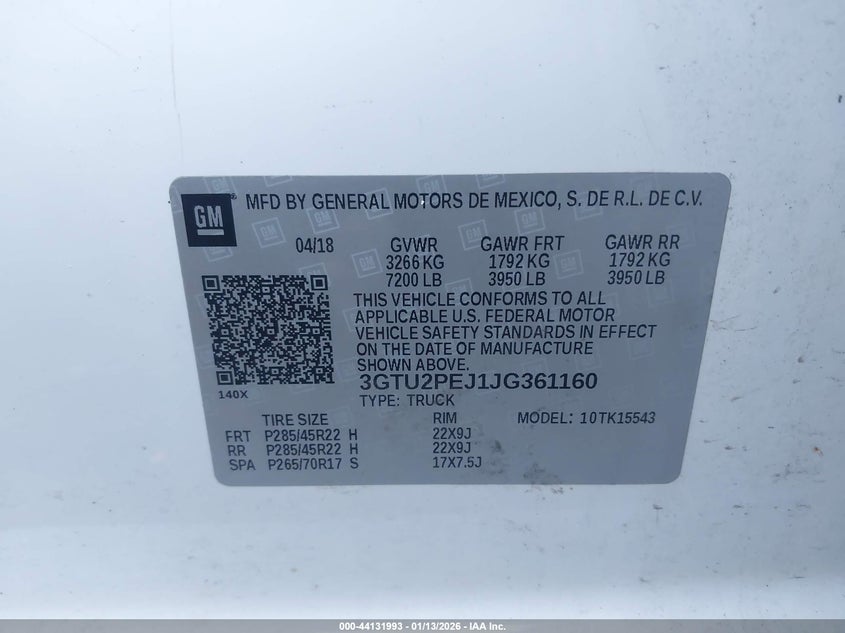 GM MFD BY GENERAL MOTORS DE MEXICO, S. DE R.L. DE C.V.
04/18 GVWR GAWR FRT GAWR RR
3266 KG 1792 KG 1792 KG
7200 LB 3950 LB 3950 LB
THIS VEHICLE CONFORMS TO ALL
APPLICABLE U.S. FEDERAL MOTOR
VEHICLE SAFETY STANDARDS IN EFFECT
ON THE DATE OF MANUFACTURE
SHOWN ABOVE.
3GTU2PEJ1JG361160
140X
TYPE: TRUCK
TIRE SIZE RIM MODEL: 10TK15543
FRT P285/45R22 H 22X9J
RR P285/45R22 H 22X9J
SPA P265/70R17 S 17X7.5J
000-44131993 — 01/13/2026 - IAA Inc.